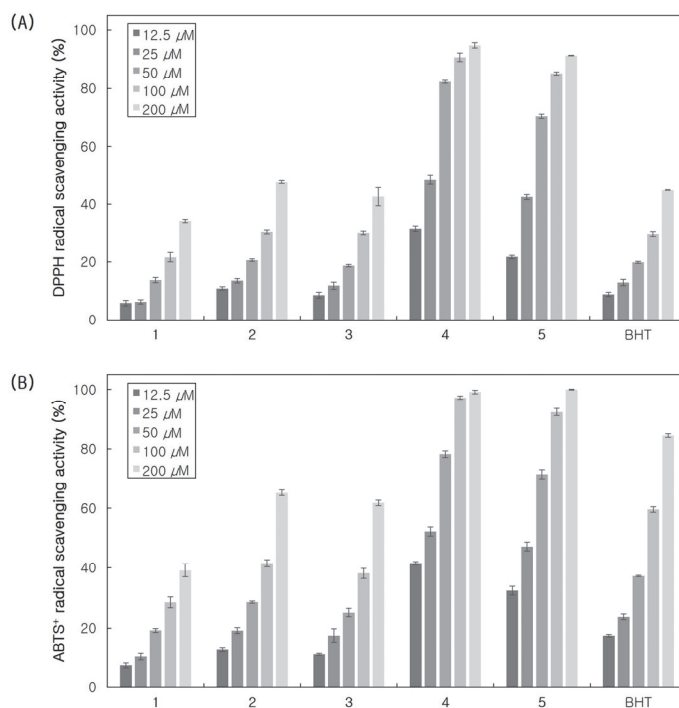 (A)
DPPH radical scavenging activity (%)
100
80
60
40
20
0
12.5 μM
25 μM
50 μM
100 μM
200 μM
1 2 3 4 5 BHT
(B)
ABTS⁺ radical scavenging activity (%)
100
80
60
40
20
0
12.5 μM
25 μM
50 μM
100 μM
200 μM
1 2 3 4 5 BHT